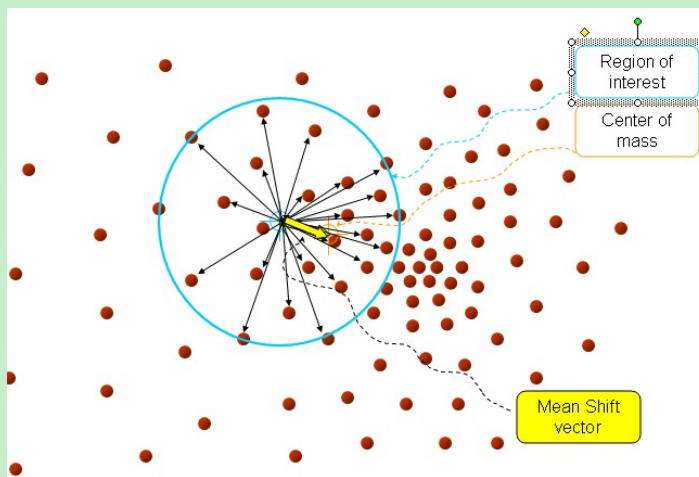 Region of
interest
Center of
mass
Mean Shift
vector